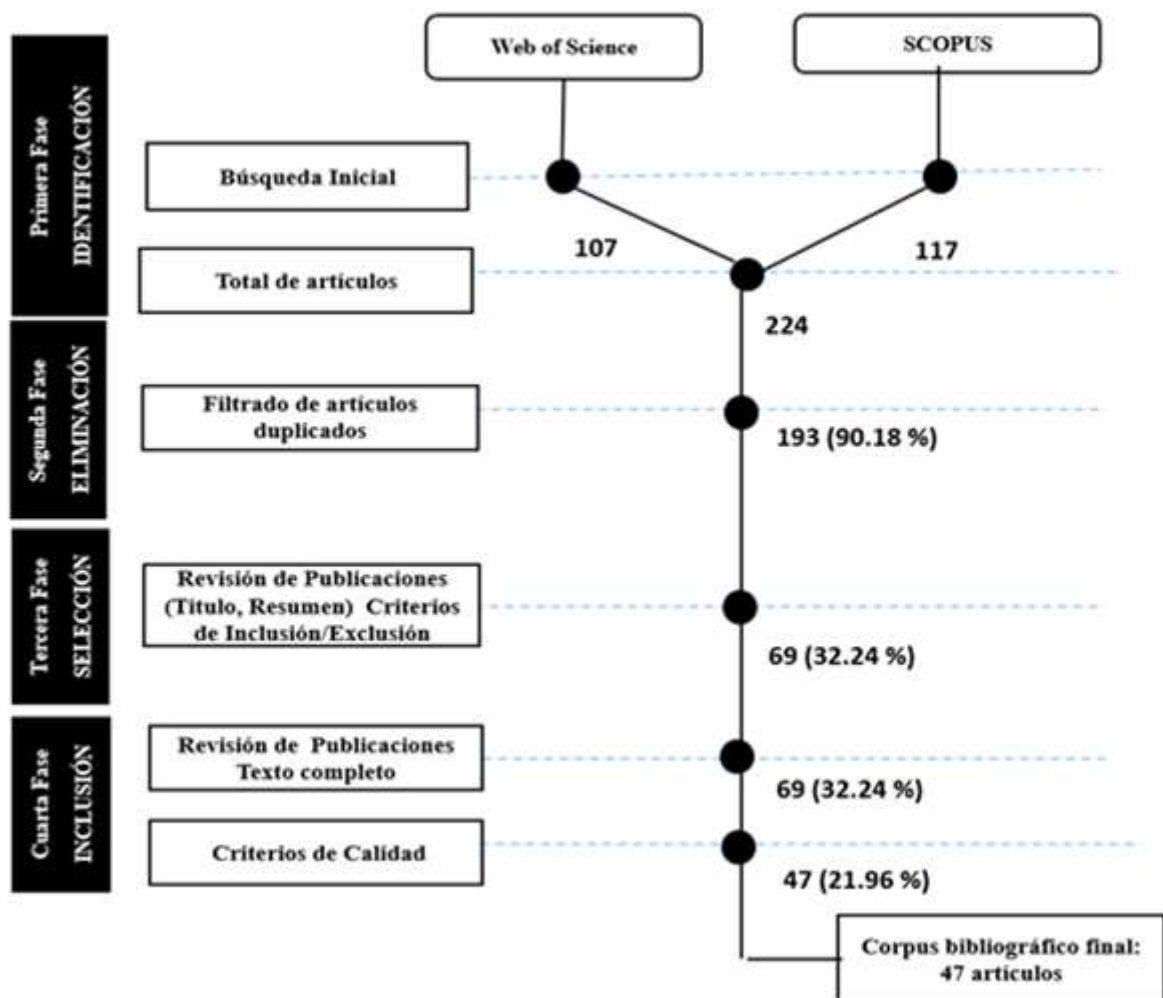 Web of Science
SCOPUS
Primera Fase
IDENTIFICACIÓN
Búsqueda Inicial
107
117
Total de artículos
224
Segunda Fase
ELIMINACIÓN
Filtrado de artículos
duplicados
193 (90.18 %)
Tercera Fase
SELECCIÓN
Revisión de Publicaciones
(Titulo, Resumen) Criterios
de Inclusión/Exclusión
69 (32.24 %)
Cuarta Fase
INCLUSIÓN
Revisión de Publicaciones
Texto completo
69 (32.24 %)
Criterios de Calidad
47 (21.96 %)
Corpus bibliográfico final:
47 artículos